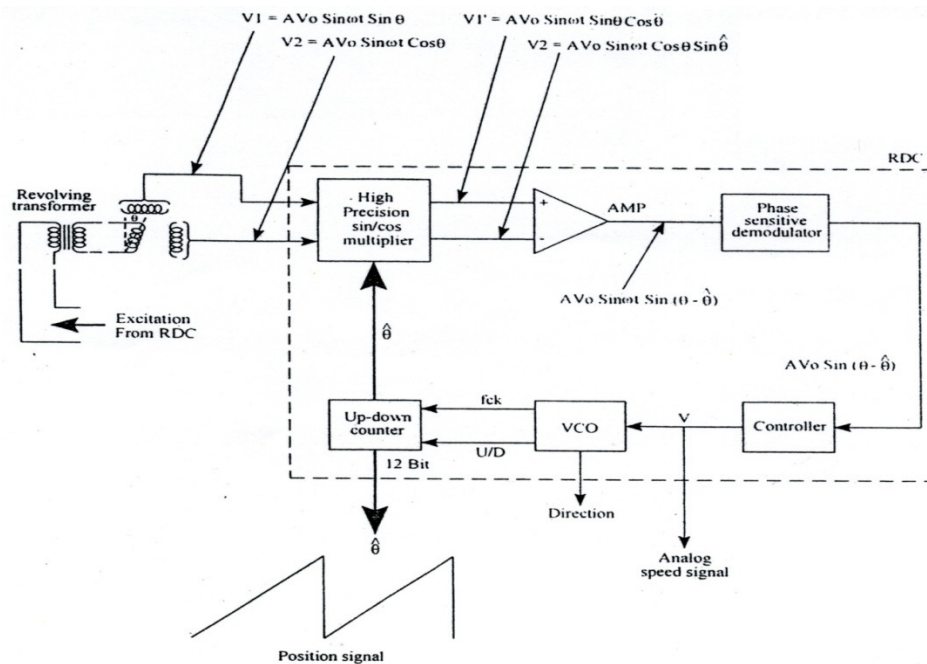 V1 = AVo Sinωt Sin θ
V2 = AVo Sinωt Cosθ
V1' = AVo Sinωt Sinθ Cosθ̂
V2 = AVo Sinωt Cosθ Sinθ̂
RDC
Revolving
transformer
θ
High
Precision
sin/cos
multiplier
+
-
AMP
Phase
sensitive
demodulator
AVo Sinωt Sin (θ - θ̂)
Excitation
From RDC
θ̂
AVo Sin (θ - θ̂)
Up-down
counter
fck
U/D
VCO
V
Controller
12 Bit
Direction
θ̂
Analog
speed signal
Position signal